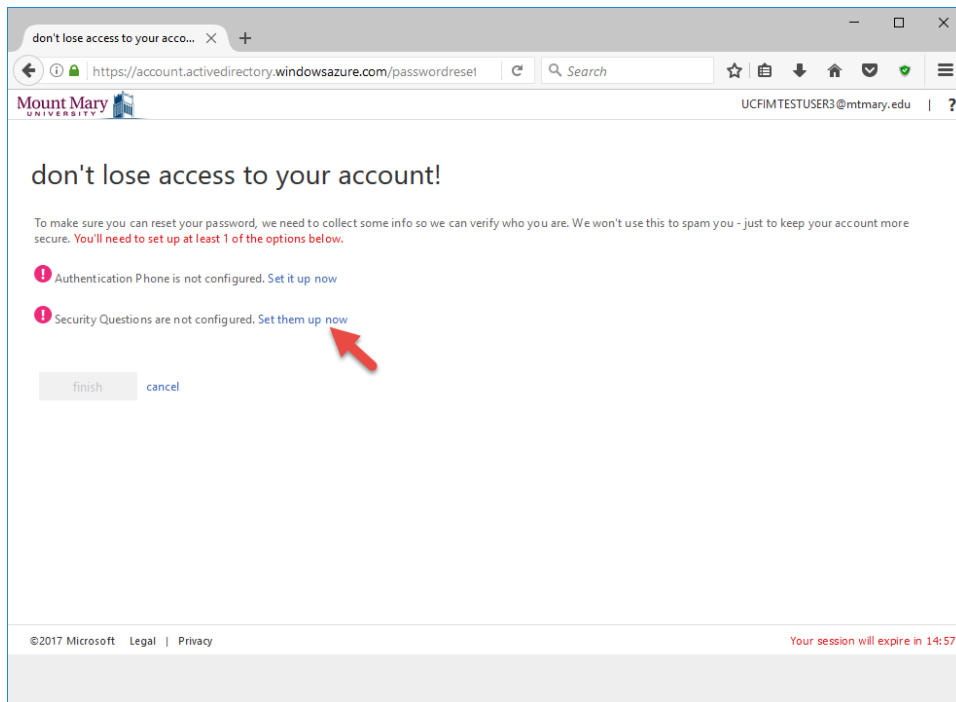 don't lose access to your acco...
https://account.activedirectory.windowsazure.com/passwordreset
Search
Mount Mary
UNIVERSITY
UCFIMTESTUSER3@mtmary.edu | ?
don't lose access to your account!
To make sure you can reset your password, we need to collect some info so we can verify who you are. We won't use this to spam you - just to keep your account more
secure. You'll need to set up at least 1 of the options below.
! Authentication Phone is not configured. Set it up now
! Security Questions are not configured. Set them up now
finish cancel
©2017 Microsoft Legal | Privacy
Your session will expire in 14:57